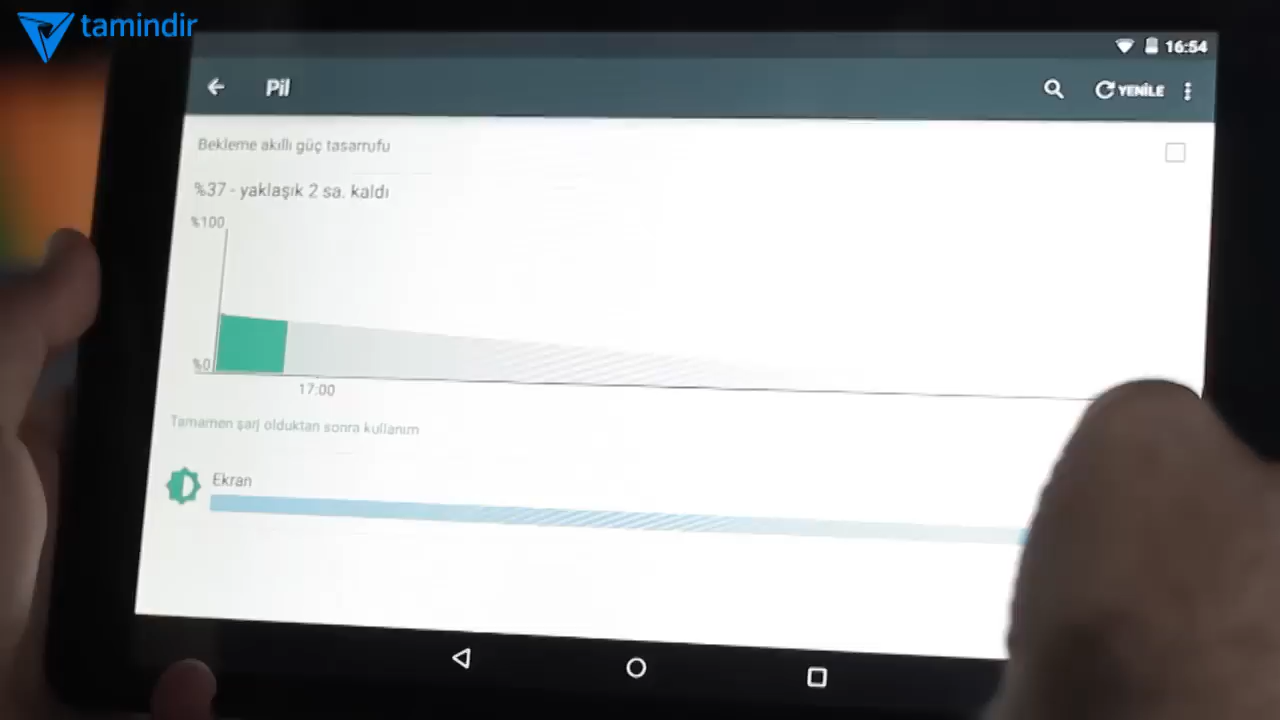 tamindir
16:54
Pil
YENİLE
Bekleme akıllı güç tasarrufu
%37 - yaklaşık 2 sa. kaldı
%100
%0
17:00
Tamamen şarj olduktan sonra kullanım
Ekran